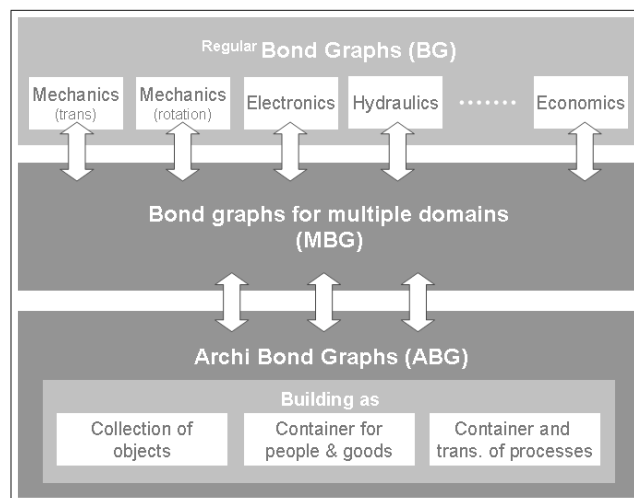 Regular Bond Graphs (BG)
Mechanics (trans)
Mechanics (rotation)
Electronics
Hydraulics
.......
Economics
Bond graphs for multiple domains
(MBG)
Archi Bond Graphs (ABG)
Building as
Collection of
objects
Container for
people & goods
Container and
trans. of processes